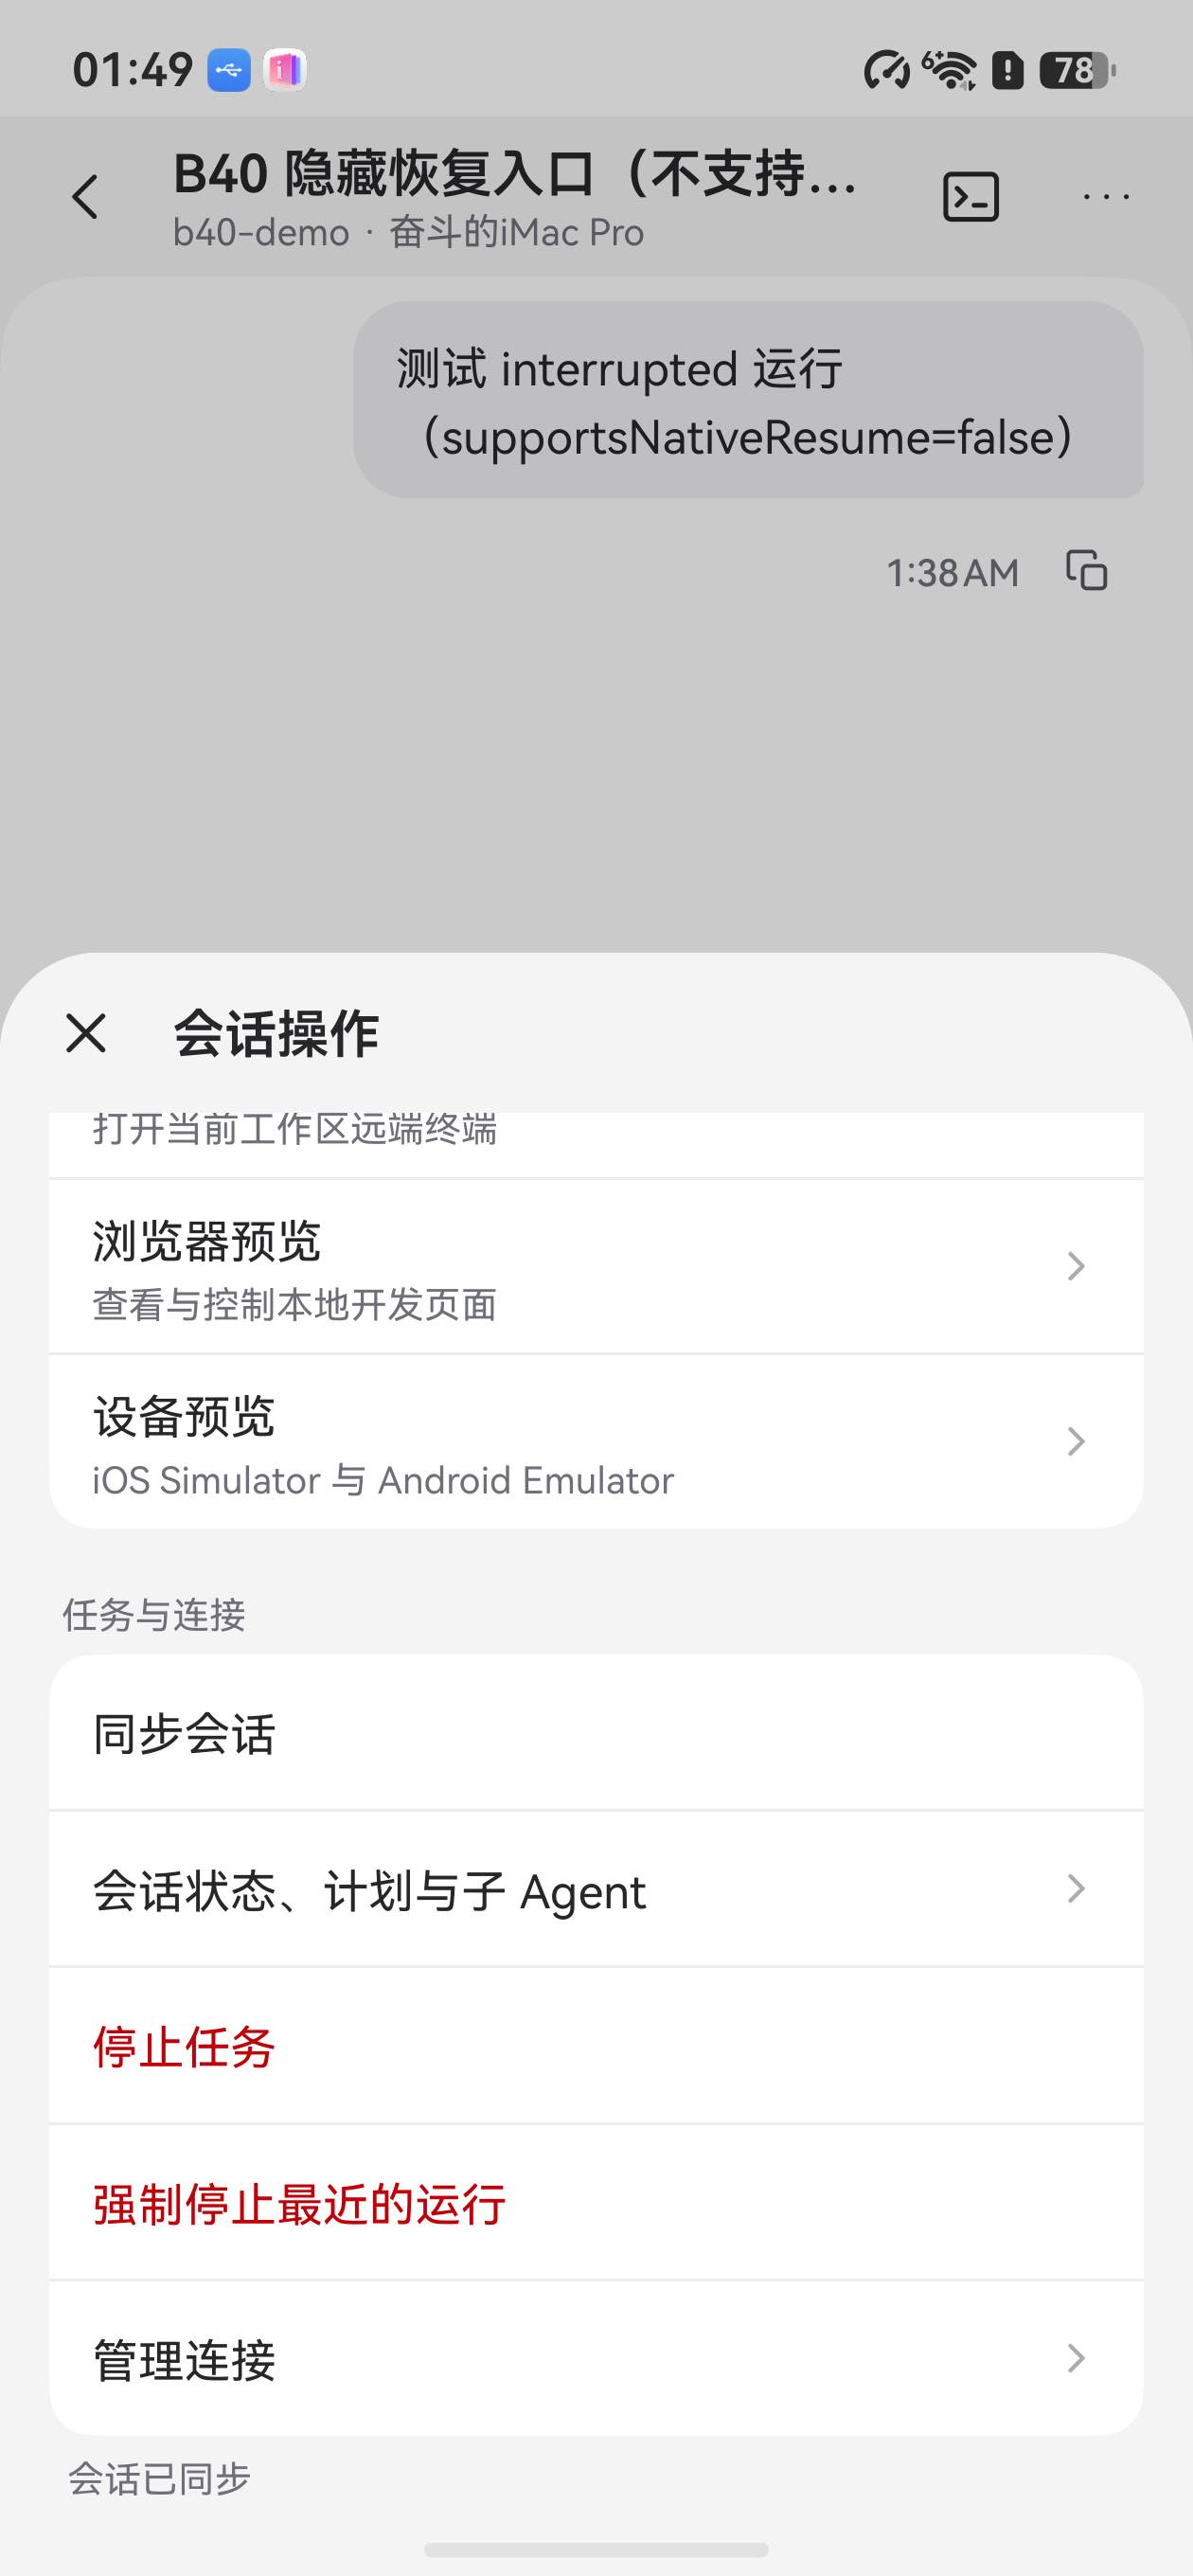 01:49
6+
78
B40 隐藏恢复入口（不支持...
b40-demo · 奋斗的iMac Pro
测试 interrupted 运行
（supportsNativeResume=false）
1:38 AM
会话操作
打开当前工作区远端终端
浏览器预览
查看与控制本地开发页面
设备预览
iOS Simulator 与 Android Emulator
任务与连接
同步会话
会话状态、计划与子 Agent
停止任务
强制停止最近的运行
管理连接
会话已同步